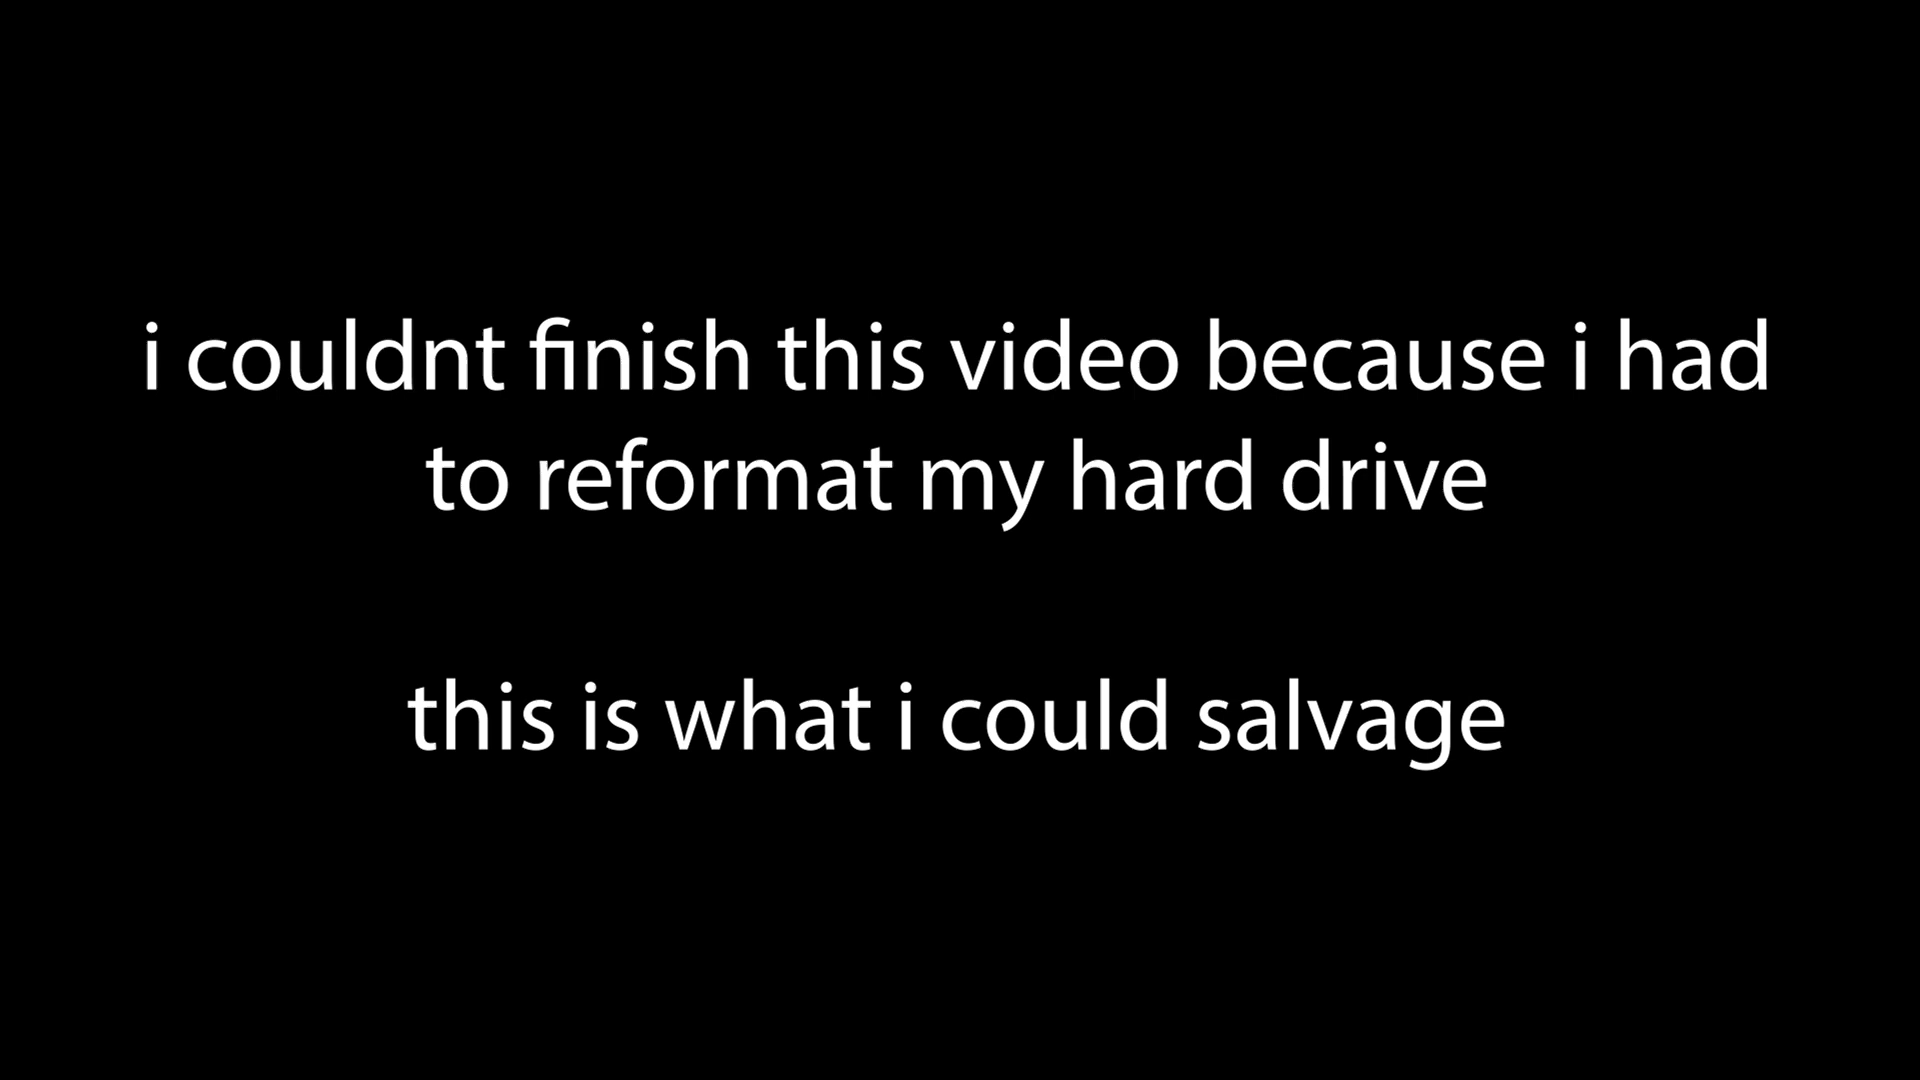 i couldnt finish this video because i had
to reformat my hard drive
this is what i could salvage